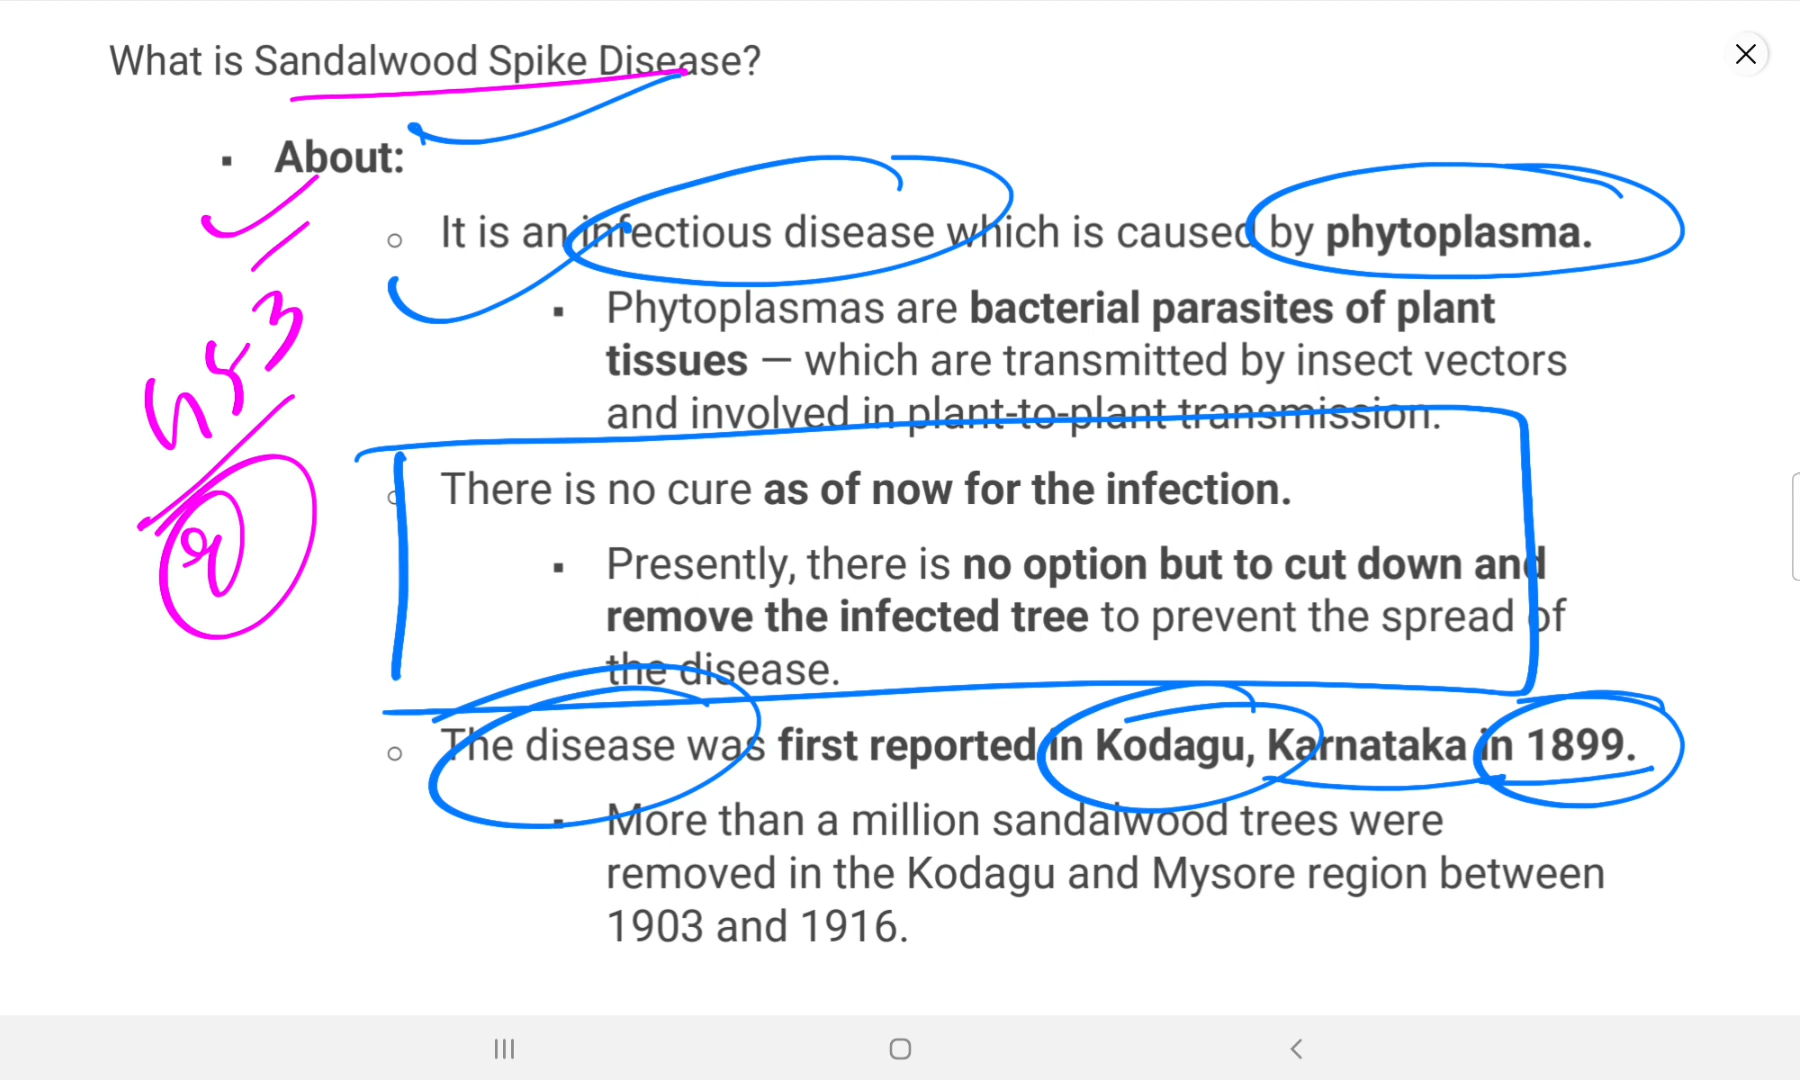 What is Sandalwood Spike Disease?
▪ About:
○ It is an infectious disease which is caused by phytoplasma.
▪ Phytoplasmas are bacterial parasites of plant
tissues — which are transmitted by insect vectors
and involved in plant-to-plant transmission.
○ There is no cure as of now for the infection.
▪ Presently, there is no option but to cut down and
remove the infected tree to prevent the spread of
the disease.
○ The disease was first reported in Kodagu, Karnataka in 1899.
▪ More than a million sandalwood trees were
removed in the Kodagu and Mysore region between
1903 and 1916.